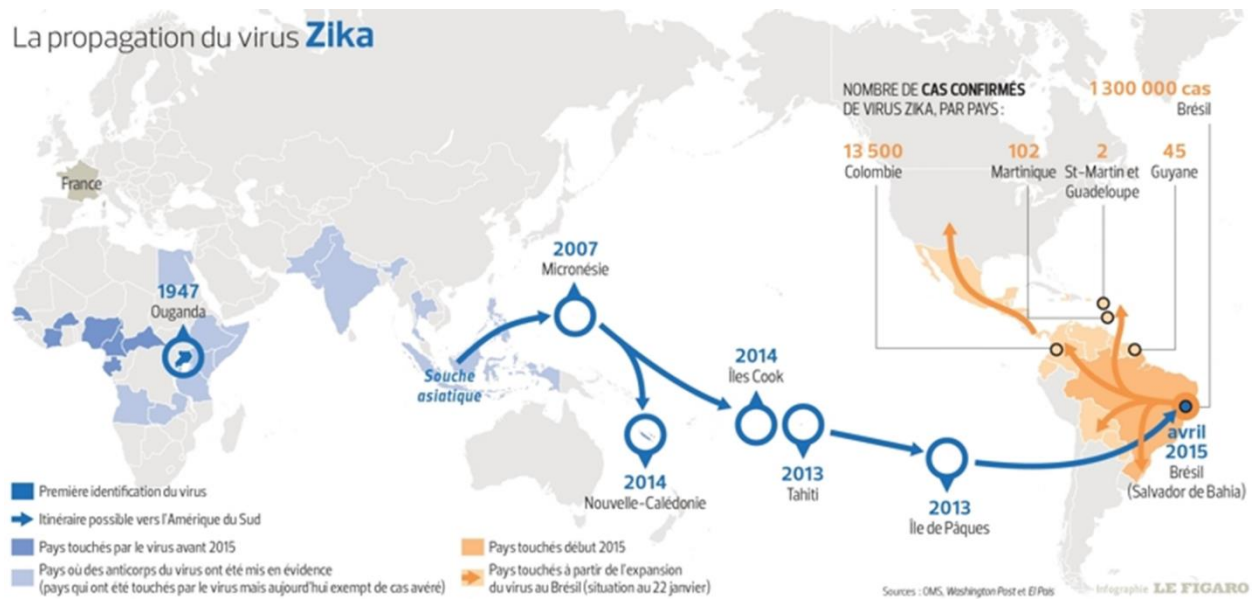 La propagation du virus Zika
NOMBRE DE CAS CONFIRMÉS
DE VIRUS ZIKA, PAR PAYS :
1 300 000 cas
Brésil
13 500
Colombie
102
Martinique
2
St-Martin et
Guadeloupe
45
Guyane
France
1947
Ouganda
2007
Micronésie
Souche
asiatique
2014
Îles Cook
2014
Nouvelle-Calédonie
2013
Tahiti
2013
Île de Pâques
avril
2015
Brésil
(Salvador de Bahia)
Première identification du virus
Itinéraire possible vers l'Amérique du Sud
Pays touchés par le virus avant 2015
Pays où des anticorps du virus ont été mis en évidence
(pays qui ont été touchés par le virus mais aujourd'hui exempt de cas avéré)
Pays touchés début 2015
Pays touchés à partir de l'expansion
du virus au Brésil (situation au 22 janvier)
Sources : OMS, Washington Post et El País
Infographie LE FIGARO